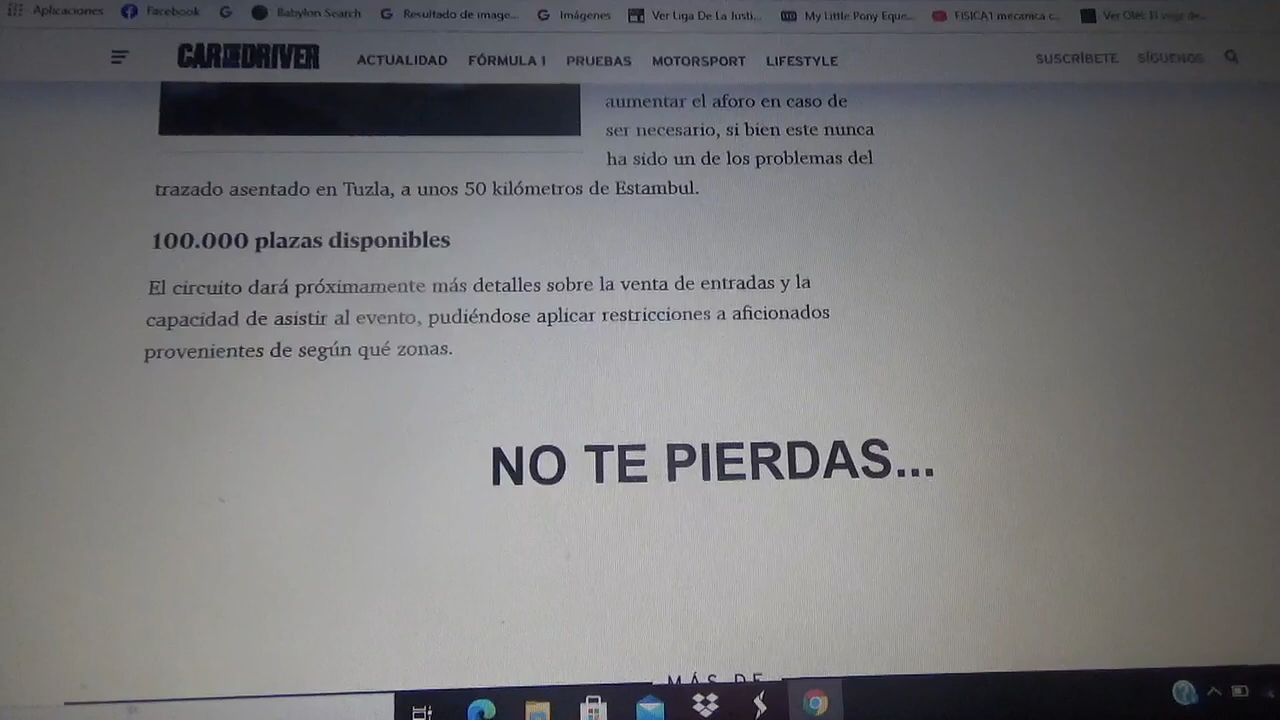 Aplicaciones Facebook Babylon Search Resultado de image... Imágenes Ver Liga De La Justi... My Little Pony Eque... FISICA1 mecanica c...
CAR AND DRIVER ACTUALIDAD FÓRMULA 1 PRUEBAS MOTORSPORT LIFESTYLE SUSCRÍBETE SÍGUENOS
aumentar el aforo en caso de
ser necesario, si bien este nunca
ha sido un de los problemas del
trazado asentado en Tuzla, a unos 50 kilómetros de Estambul.
100.000 plazas disponibles
El circuito dará próximamente más detalles sobre la venta de entradas y la
capacidad de asistir al evento, pudiéndose aplicar restricciones a aficionados
provenientes de según qué zonas.
NO TE PIERDAS...
MÁS DE